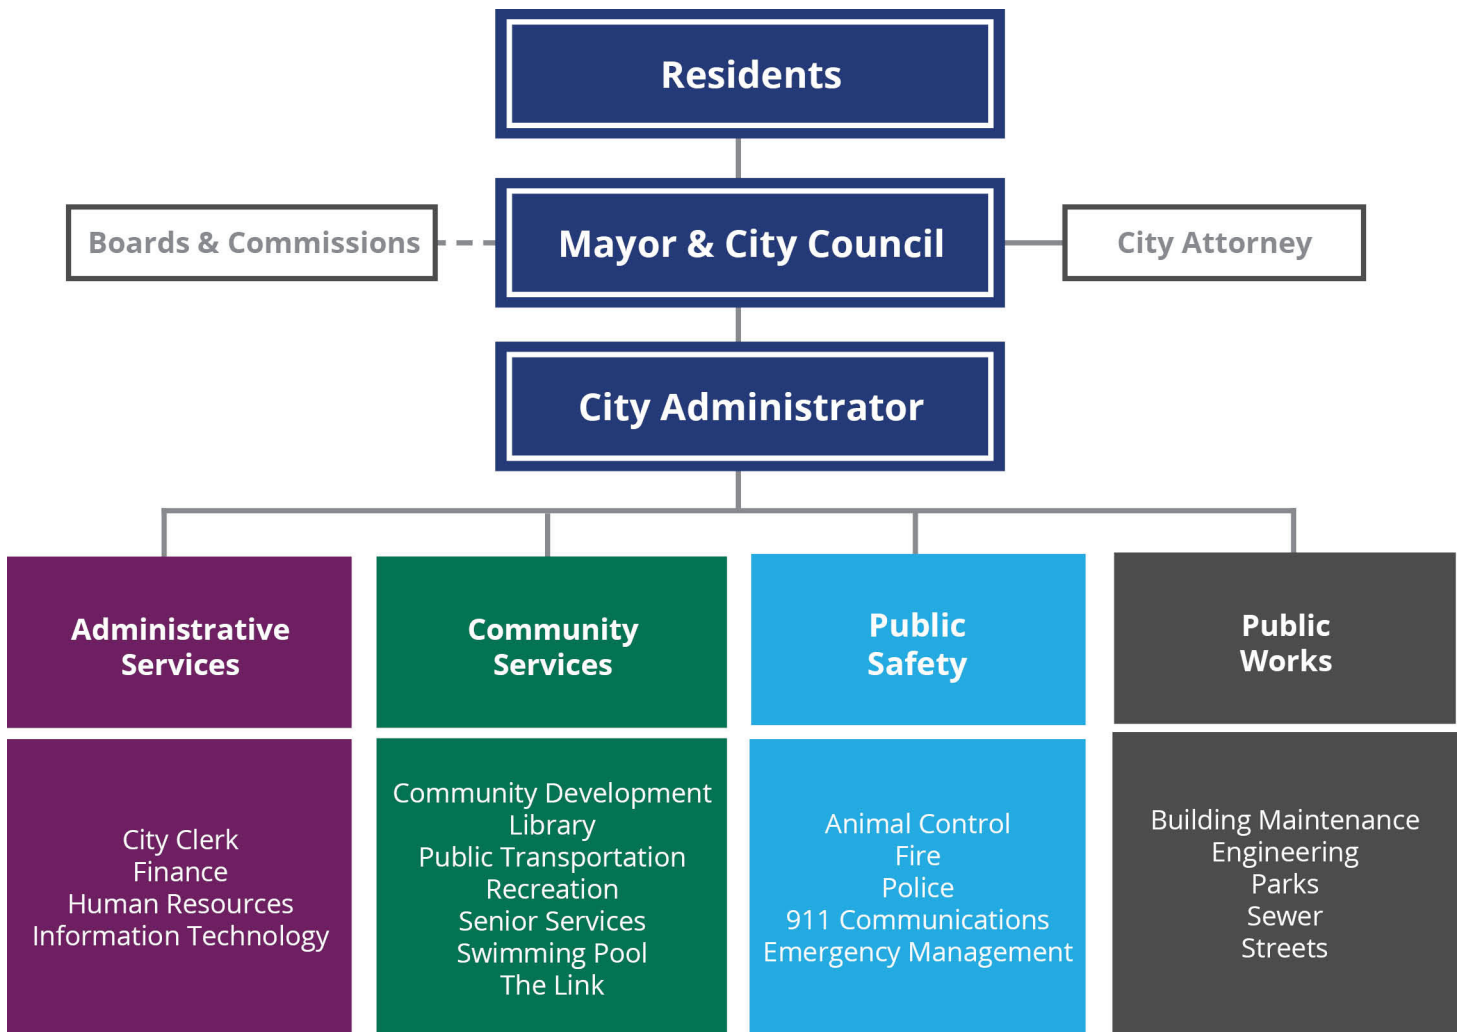 Residents
Boards & Commissions
Mayor & City Council
City Attorney
City Administrator
Administrative
Services
Community
Services
Public
Safety
Public
Works
City Clerk
Finance
Human Resources
Information Technology
Community Development
Library
Public Transportation
Recreation
Senior Services
Swimming Pool
The Link
Animal Control
Fire
Police
911 Communications
Emergency Management
Building Maintenance
Engineering
Parks
Sewer
Streets